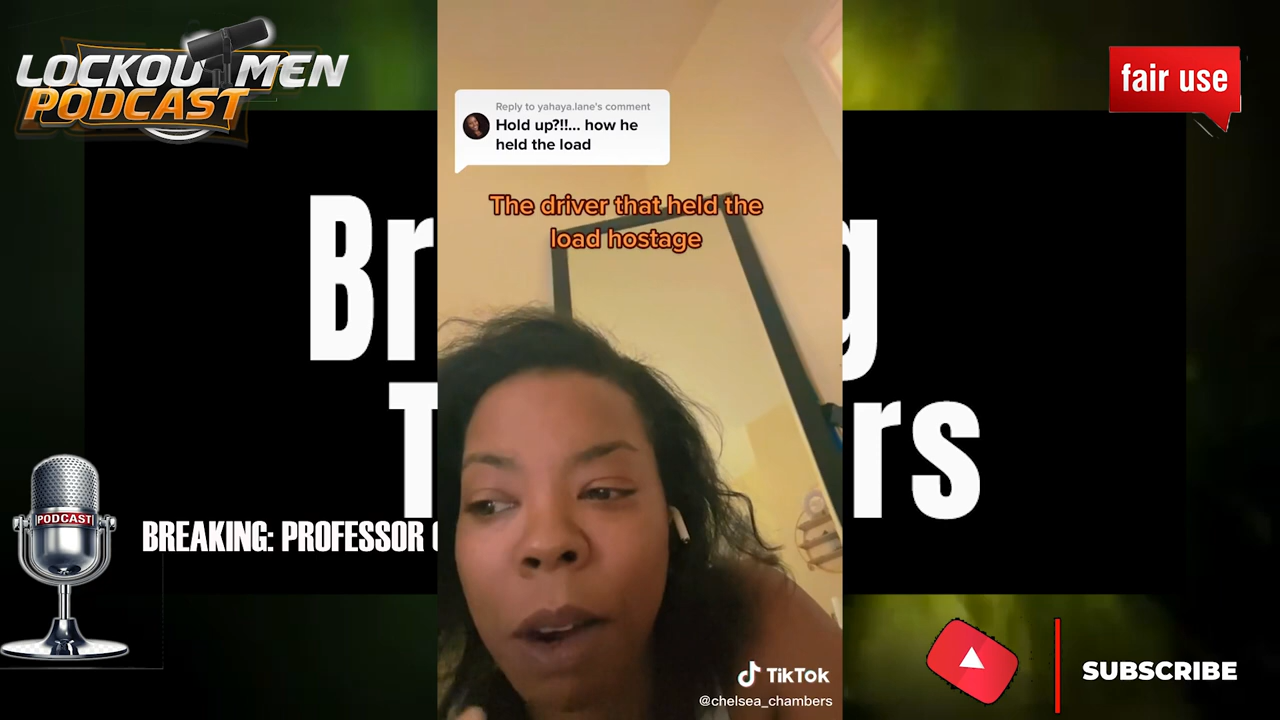 LOCKOU MEN
PODCAST
fair use
Reply to yahaya.lane's comment
Hold up?!!... how he
held the load
The driver that held the
load hostage
PODCAST
BREAKING: PROFESSOR
TikTok
@chelsea_chambers
SUBSCRIBE